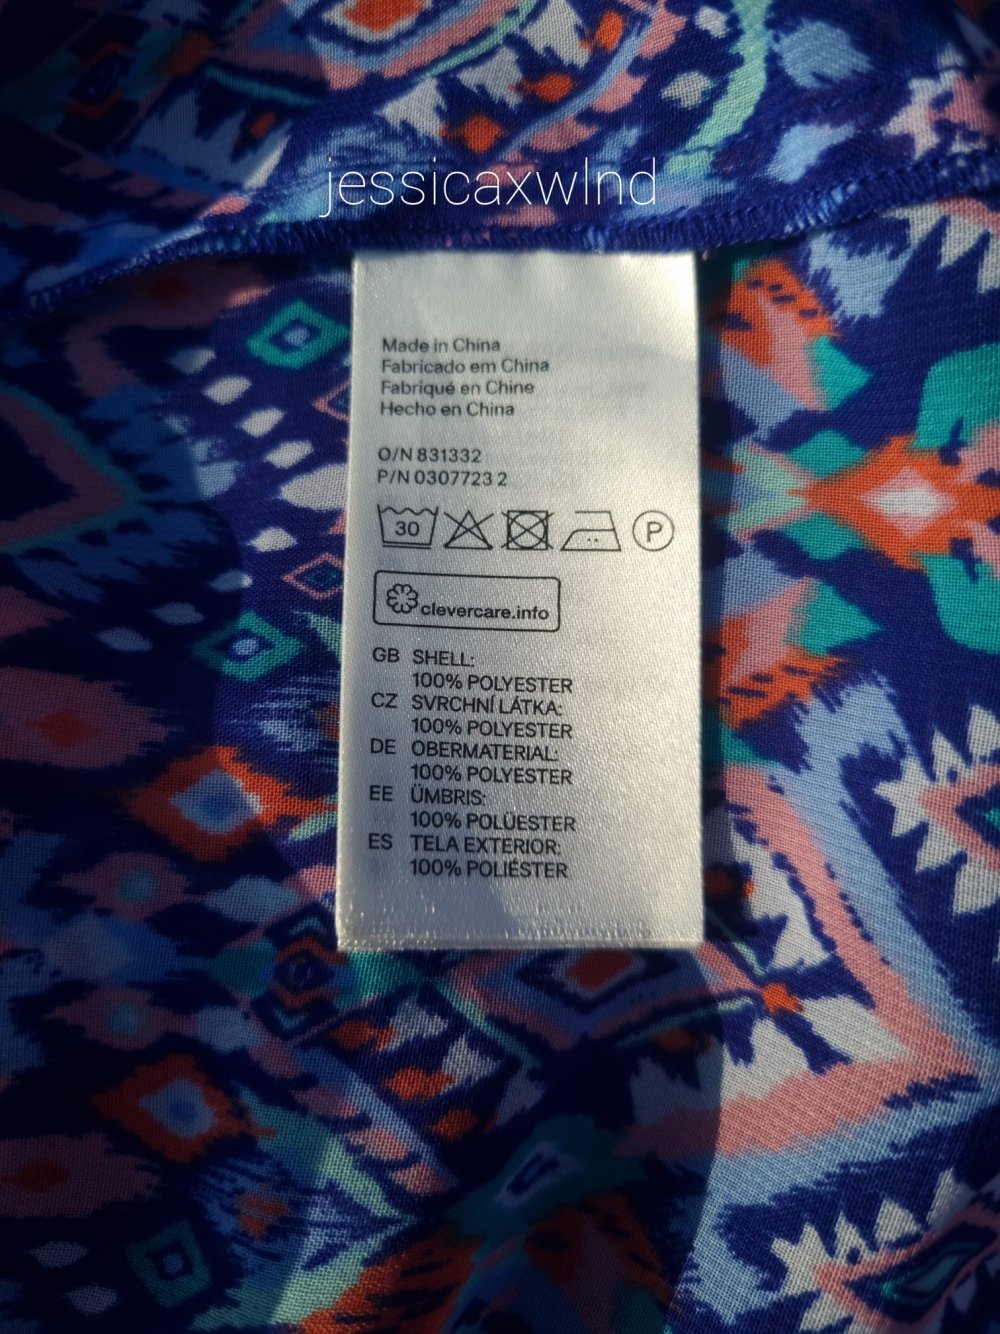 jessicaxwlnd
Made in China
Fabricado em China
Fabriqué en Chine
Hecho en China
O/N 831332
P/N 0307723 2
30 P
clevercare.info
GB SHELL:
100% POLYESTER
CZ SVRCHNÍ LÁTKA:
100% POLYESTER
DE OBERMATERIAL:
100% POLYESTER
EE ÜMBRIS:
100% POLÜESTER
ES TELA EXTERIOR:
100% POLIÉSTER